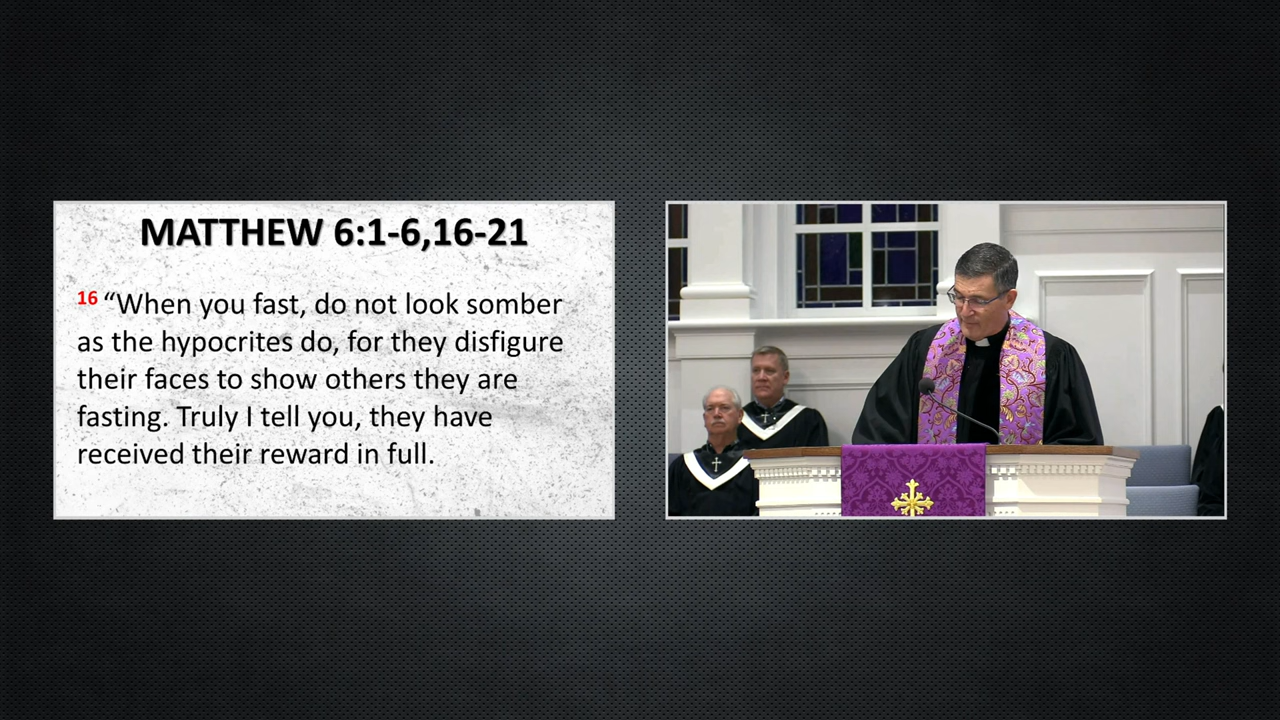 MATTHEW 6:1-6,16-21
16 “When you fast, do not look somber
as the hypocrites do, for they disfigure
their faces to show others they are
fasting. Truly I tell you, they have
received their reward in full.